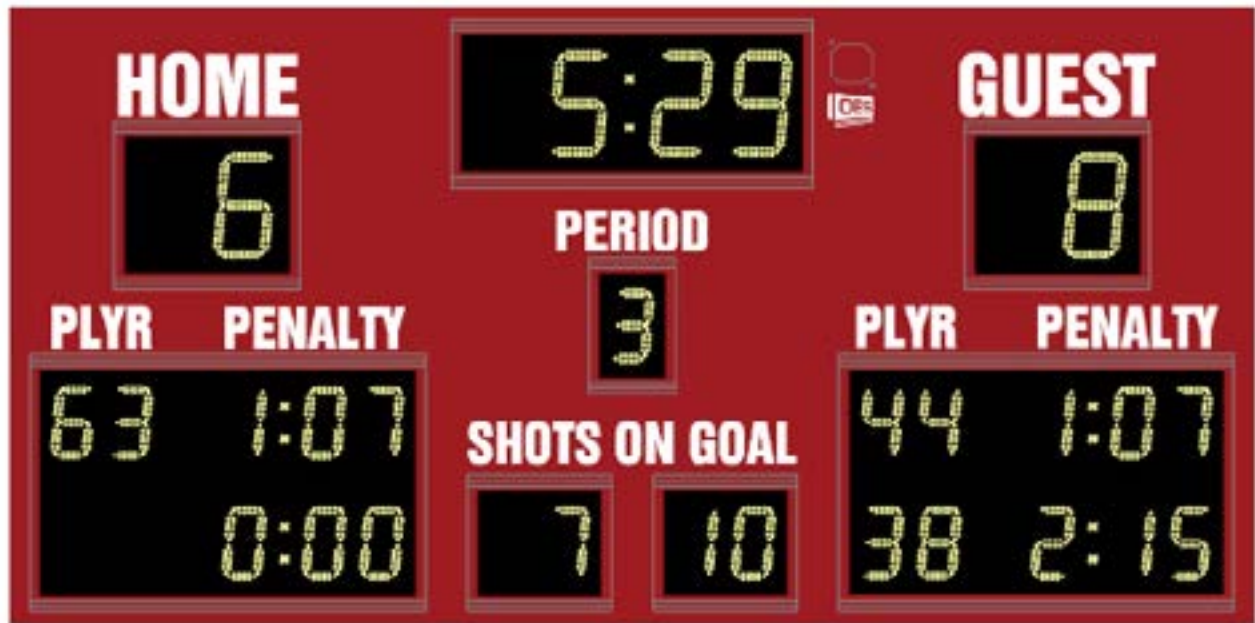 5:29
HOME
GUEST
6
8
PERIOD
3
PLYR PENALTY
PLYR PENALTY
63 1:07
44 1:07
SHOTS ON GOAL
7 10
0:00
38 2:15